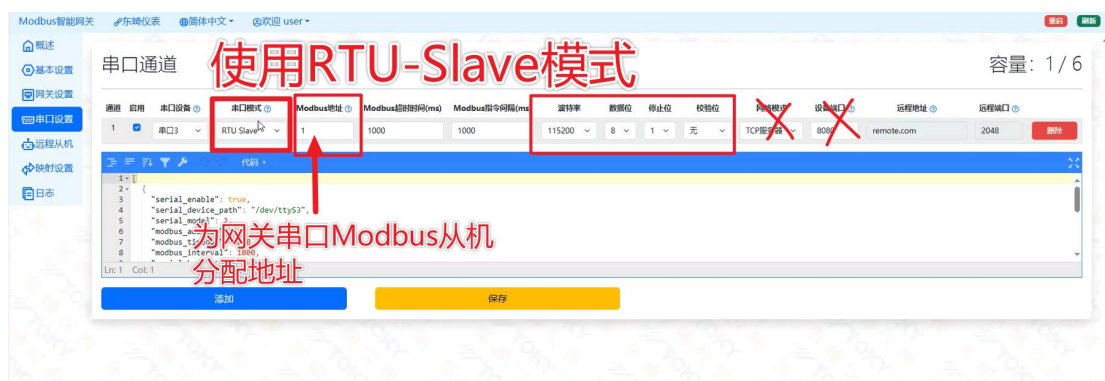 Modbus智能网关 东崎仪表 简体中文 欢迎 user 重启 刷新
概述
基本设置
网关设置
串口设置
远程从机
映射设置
日志
串口通道 使用RTU-Slave模式 容量: 1 / 6
通道 启用 串口设备 串口模式 Modbus地址 Modbus超时时间(ms) Modbus指令间隔(ms 波特率 数据位 停止位 校验位 网络模式 设备端口 远程地址 远程端口
1 串口3 RTU Slave 1 1000 1000 115200 8 1 无 TCP服务器 8080 remote.com 2048 删除
代码
1 [
2 {
3 "serial_enable": true,
4 "serial_device_path": "/dev/ttyS3",
5 "serial_model": 2,
6
7
8 "modbus_interval": 1000,
为网关串口Modbus从机
分配地址
Ln: 1 Col: 1
添加 保存
TOKY